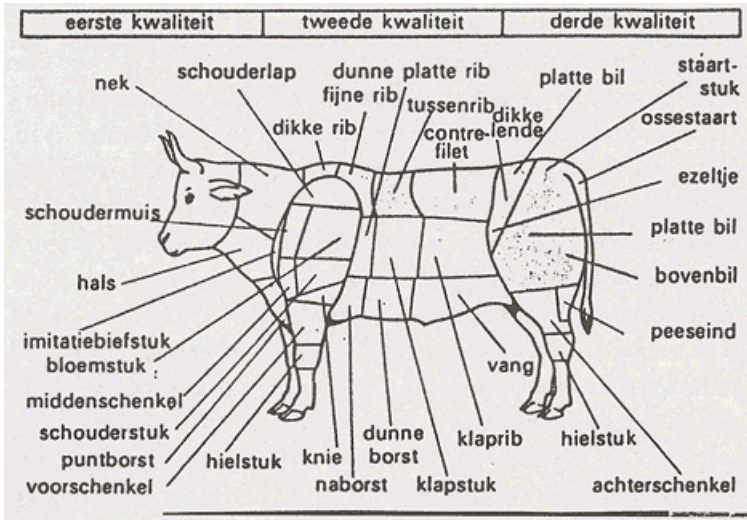 eerste kwaliteit
tweede kwaliteit
derde kwaliteit
schouderlap
dunne platte rib
platte bil
staart-
stuk
nek
fijne rib
tussenrib
dikke
lende
ossestaart
dikke rib
contre-
filet
ezeltje
schoudermuis
platte bil
hals
bovenbil
imitatiebiefstuk
bloemstuk
peeseind
vang
middenschenkel
schouderstuk
puntborst
voorschenkel
hielstuk
knie
naborst
dunne
borst
klapstuk
klaprib
hielstuk
achterschenkel